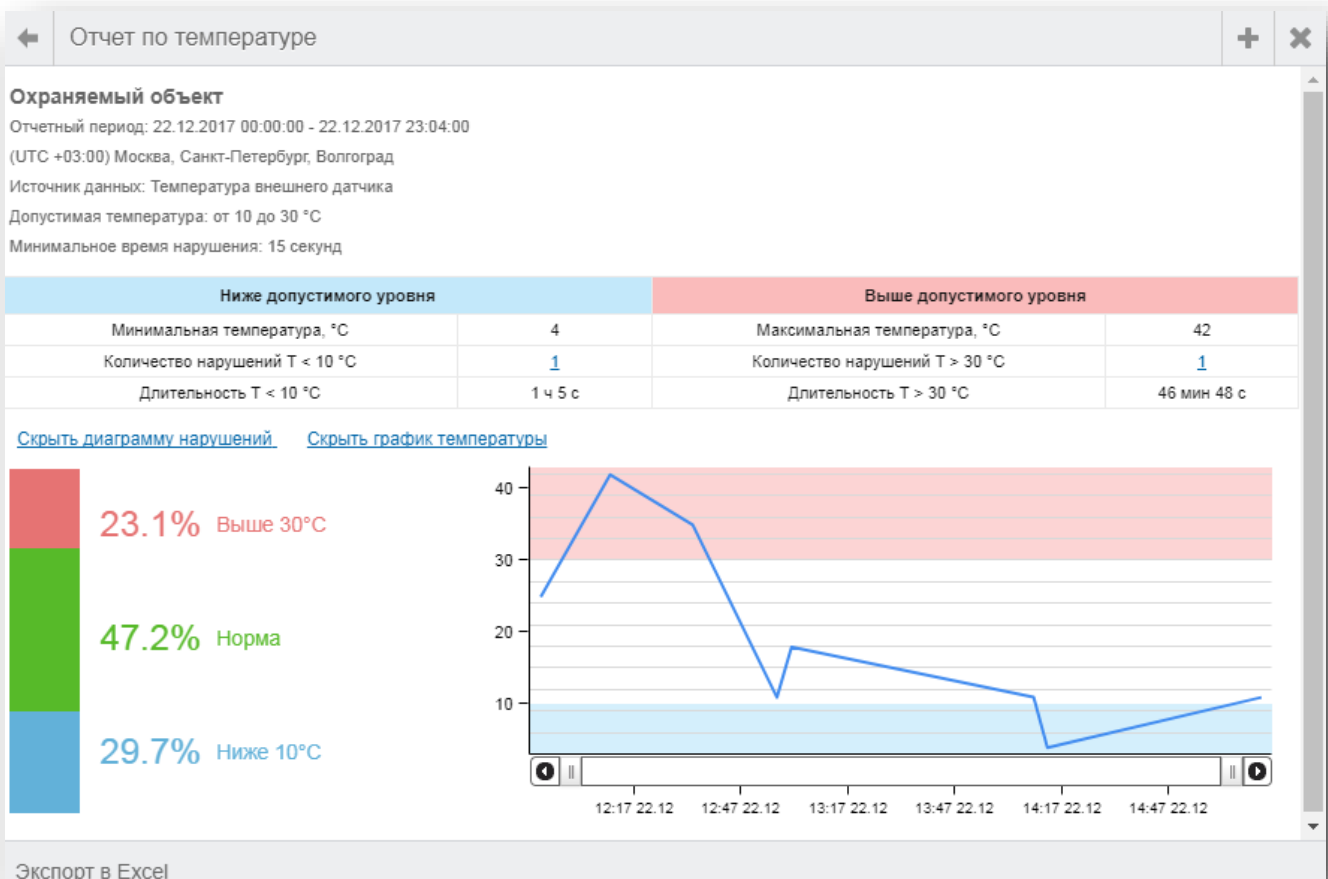 Отчет по температуре
Охраняемый объект
Отчетный период: 22.12.2017 00:00:00 - 22.12.2017 23:04:00
(UTC +03:00) Москва, Санкт-Петербург, Волгоград
Источник данных: Температура внешнего датчика
Допустимая температура: от 10 до 30 °C
Минимальное время нарушения: 15 секунд
Ниже допустимого уровня Выше допустимого уровня
Минимальная температура, °C 4 Максимальная температура, °C 42
Количество нарушений T < 10 °C 1 Количество нарушений T > 30 °C 1
Длительность T < 10 °C 1 ч 5 с Длительность T > 30 °C 46 мин 48 с
Скрыть диаграмму нарушений Скрыть график температуры
23.1% Выше 30°C
47.2% Норма
29.7% Ниже 10°C
40
30
20
10
12:17 22.12 12:47 22.12 13:17 22.12 13:47 22.12 14:17 22.12 14:47 22.12
Экспорт в Excel